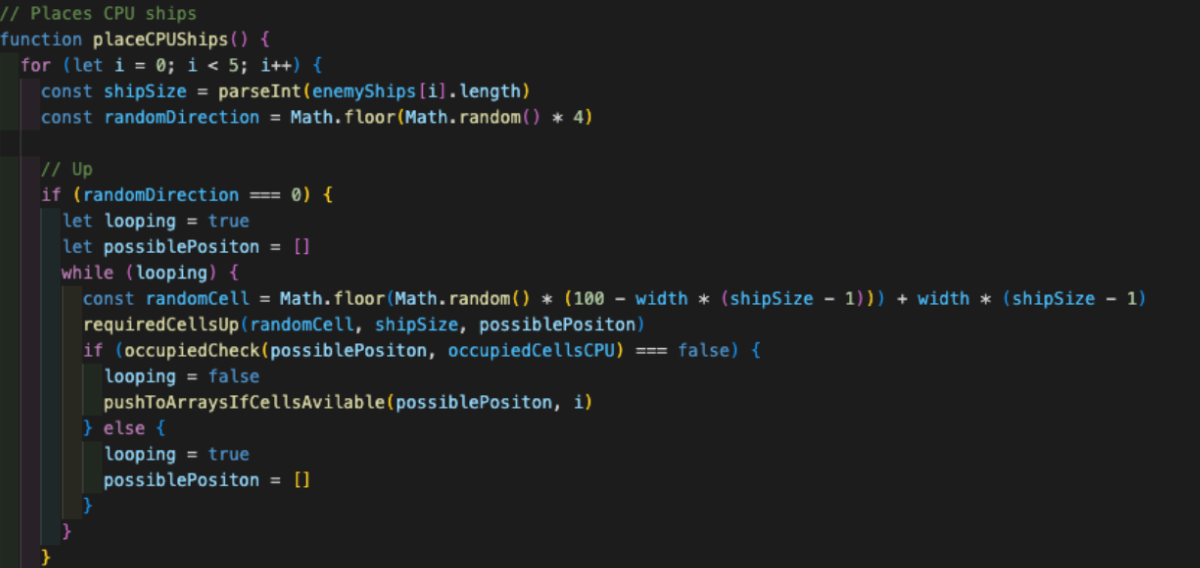 // Places CPU ships
function placeCPUShips() {
for (let i = 0; i < 5; i++) {
const shipSize = parseInt(enemyShips[i].length)
const randomDirection = Math.floor(Math.random() * 4)
// Up
if (randomDirection === 0) {
let looping = true
let possiblePositon = []
while (looping) {
const randomCell = Math.floor(Math.random() * (100 - width * (shipSize - 1))) + width * (shipSize - 1)
requiredCellsUp(randomCell, shipSize, possiblePositon)
if (occupiedCheck(possiblePositon, occupiedCellsCPU) === false) {
looping = false
pushToArraysIfCellsAvilable(possiblePositon, i)
} else {
looping = true
possiblePositon = []
}
}
}